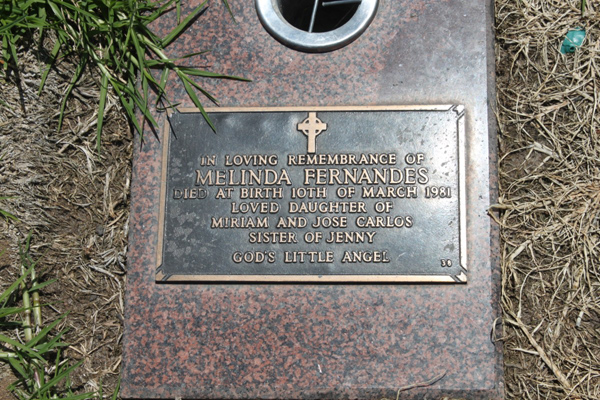 IN LOVING REMEMBRANCE OF
MELINDA FERNANDES
DIED AT BIRTH 10TH OF MARCH 1981
LOVED DAUGHTER OF
MIRIAM AND JOSE CARLOS
SISTER OF JENNY
GOD'S LITTLE ANGEL
38